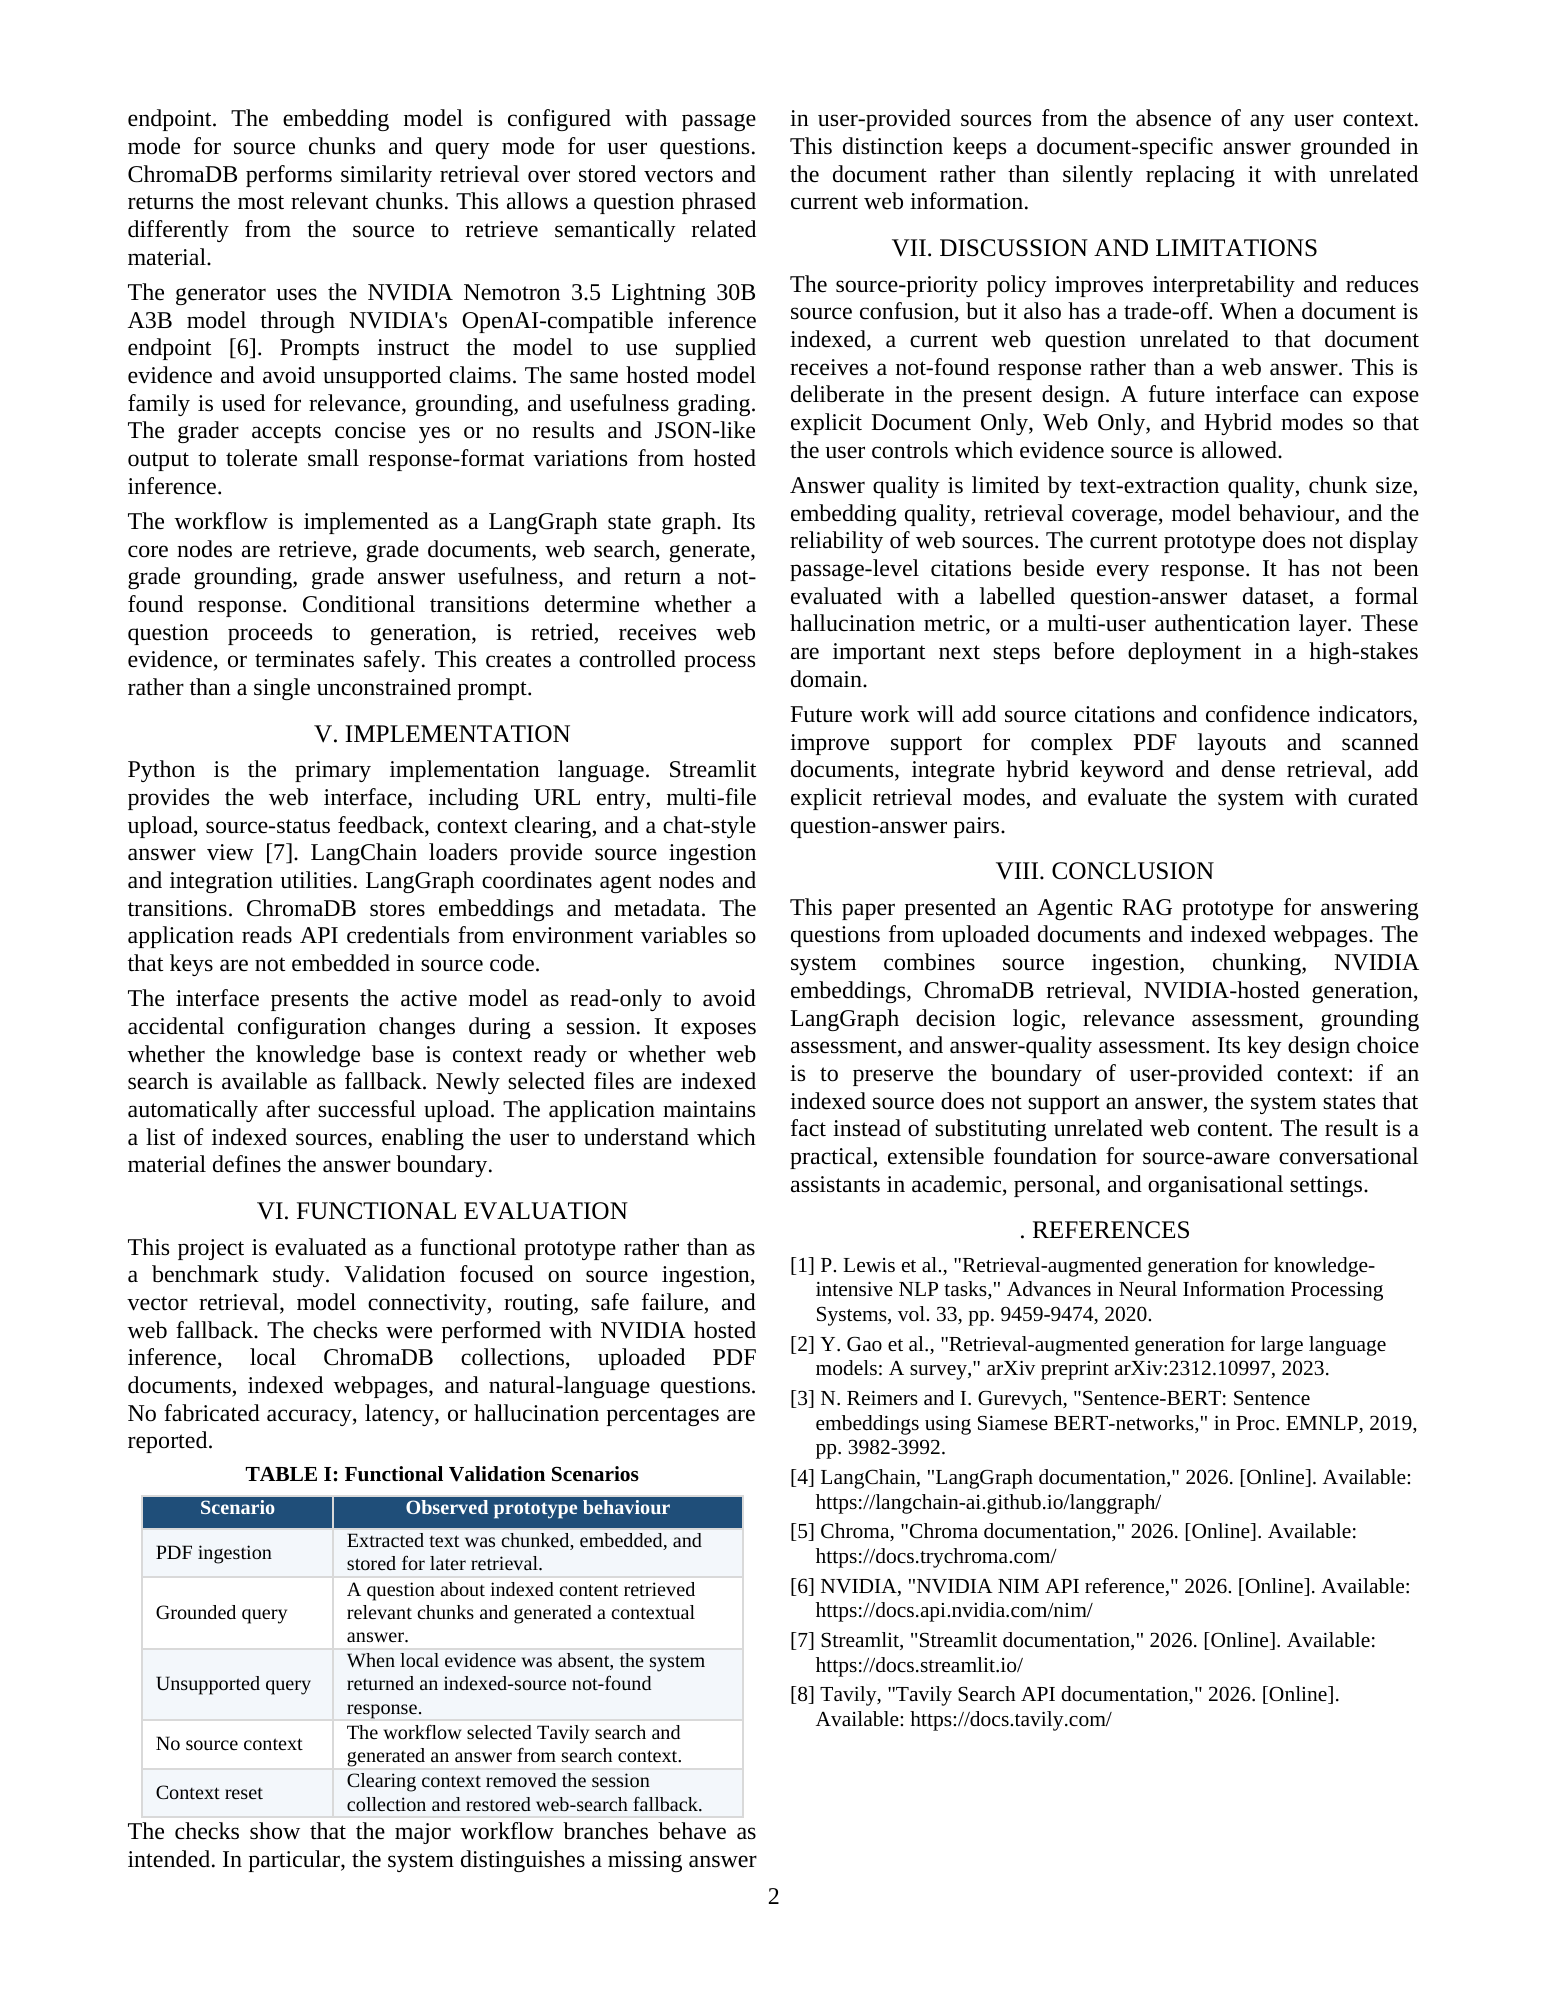 endpoint. The embedding model is configured with passage
mode for source chunks and query mode for user questions.
ChromaDB performs similarity retrieval over stored vectors and
returns the most relevant chunks. This allows a question phrased
differently from the source to retrieve semantically related
material.
The generator uses the NVIDIA Nemotron 3.5 Lightning 30B
A3B model through NVIDIA's OpenAI-compatible inference
endpoint [6]. Prompts instruct the model to use supplied
evidence and avoid unsupported claims. The same hosted model
family is used for relevance, grounding, and usefulness grading.
The grader accepts concise yes or no results and JSON-like
output to tolerate small response-format variations from hosted
inference.
The workflow is implemented as a LangGraph state graph. Its
core nodes are retrieve, grade documents, web search, generate,
grade grounding, grade answer usefulness, and return a not-
found response. Conditional transitions determine whether a
question proceeds to generation, is retried, receives web
evidence, or terminates safely. This creates a controlled process
rather than a single unconstrained prompt.
V. IMPLEMENTATION
Python is the primary implementation language. Streamlit
provides the web interface, including URL entry, multi-file
upload, source-status feedback, context clearing, and a chat-style
answer view [7]. LangChain loaders provide source ingestion
and integration utilities. LangGraph coordinates agent nodes and
transitions. ChromaDB stores embeddings and metadata. The
application reads API credentials from environment variables so
that keys are not embedded in source code.
The interface presents the active model as read-only to avoid
accidental configuration changes during a session. It exposes
whether the knowledge base is context ready or whether web
search is available as fallback. Newly selected files are indexed
automatically after successful upload. The application maintains
a list of indexed sources, enabling the user to understand which
material defines the answer boundary.
VI. FUNCTIONAL EVALUATION
This project is evaluated as a functional prototype rather than as
a benchmark study. Validation focused on source ingestion,
vector retrieval, model connectivity, routing, safe failure, and
web fallback. The checks were performed with NVIDIA hosted
inference, local ChromaDB collections, uploaded PDF
documents, indexed webpages, and natural-language questions.
No fabricated accuracy, latency, or hallucination percentages are
reported.
TABLE I: Functional Validation Scenarios
Scenario Observed prototype behaviour
PDF ingestion Extracted text was chunked, embedded, and
stored for later retrieval.
Grounded query A question about indexed content retrieved
relevant chunks and generated a contextual
answer.
Unsupported query When local evidence was absent, the system
returned an indexed-source not-found
response.
No source context The workflow selected Tavily search and
generated an answer from search context.
Context reset Clearing context removed the session
collection and restored web-search fallback.
The checks show that the major workflow branches behave as
intended. In particular, the system distinguishes a missing answer
in user-provided sources from the absence of any user context.
This distinction keeps a document-specific answer grounded in
the document rather than silently replacing it with unrelated
current web information.
VII. DISCUSSION AND LIMITATIONS
The source-priority policy improves interpretability and reduces
source confusion, but it also has a trade-off. When a document is
indexed, a current web question unrelated to that document
receives a not-found response rather than a web answer. This is
deliberate in the present design. A future interface can expose
explicit Document Only, Web Only, and Hybrid modes so that
the user controls which evidence source is allowed.
Answer quality is limited by text-extraction quality, chunk size,
embedding quality, retrieval coverage, model behaviour, and the
reliability of web sources. The current prototype does not display
passage-level citations beside every response. It has not been
evaluated with a labelled question-answer dataset, a formal
hallucination metric, or a multi-user authentication layer. These
are important next steps before deployment in a high-stakes
domain.
Future work will add source citations and confidence indicators,
improve support for complex PDF layouts and scanned
documents, integrate hybrid keyword and dense retrieval, add
explicit retrieval modes, and evaluate the system with curated
question-answer pairs.
VIII. CONCLUSION
This paper presented an Agentic RAG prototype for answering
questions from uploaded documents and indexed webpages. The
system combines source ingestion, chunking, NVIDIA
embeddings, ChromaDB retrieval, NVIDIA-hosted generation,
LangGraph decision logic, relevance assessment, grounding
assessment, and answer-quality assessment. Its key design choice
is to preserve the boundary of user-provided context: if an
indexed source does not support an answer, the system states that
fact instead of substituting unrelated web content. The result is a
practical, extensible foundation for source-aware conversational
assistants in academic, personal, and organisational settings.
. REFERENCES
[1] P. Lewis et al., "Retrieval-augmented generation for knowledge-
intensive NLP tasks," Advances in Neural Information Processing
Systems, vol. 33, pp. 9459-9474, 2020.
[2] Y. Gao et al., "Retrieval-augmented generation for large language
models: A survey," arXiv preprint arXiv:2312.10997, 2023.
[3] N. Reimers and I. Gurevych, "Sentence-BERT: Sentence
embeddings using Siamese BERT-networks," in Proc. EMNLP, 2019,
pp. 3982-3992.
[4] LangChain, "LangGraph documentation," 2026. [Online]. Available:
https://langchain-ai.github.io/langgraph/
[5] Chroma, "Chroma documentation," 2026. [Online]. Available:
https://docs.trychroma.com/
[6] NVIDIA, "NVIDIA NIM API reference," 2026. [Online]. Available:
https://docs.api.nvidia.com/nim/
[7] Streamlit, "Streamlit documentation," 2026. [Online]. Available:
https://docs.streamlit.io/
[8] Tavily, "Tavily Search API documentation," 2026. [Online].
Available: https://docs.tavily.com/
2